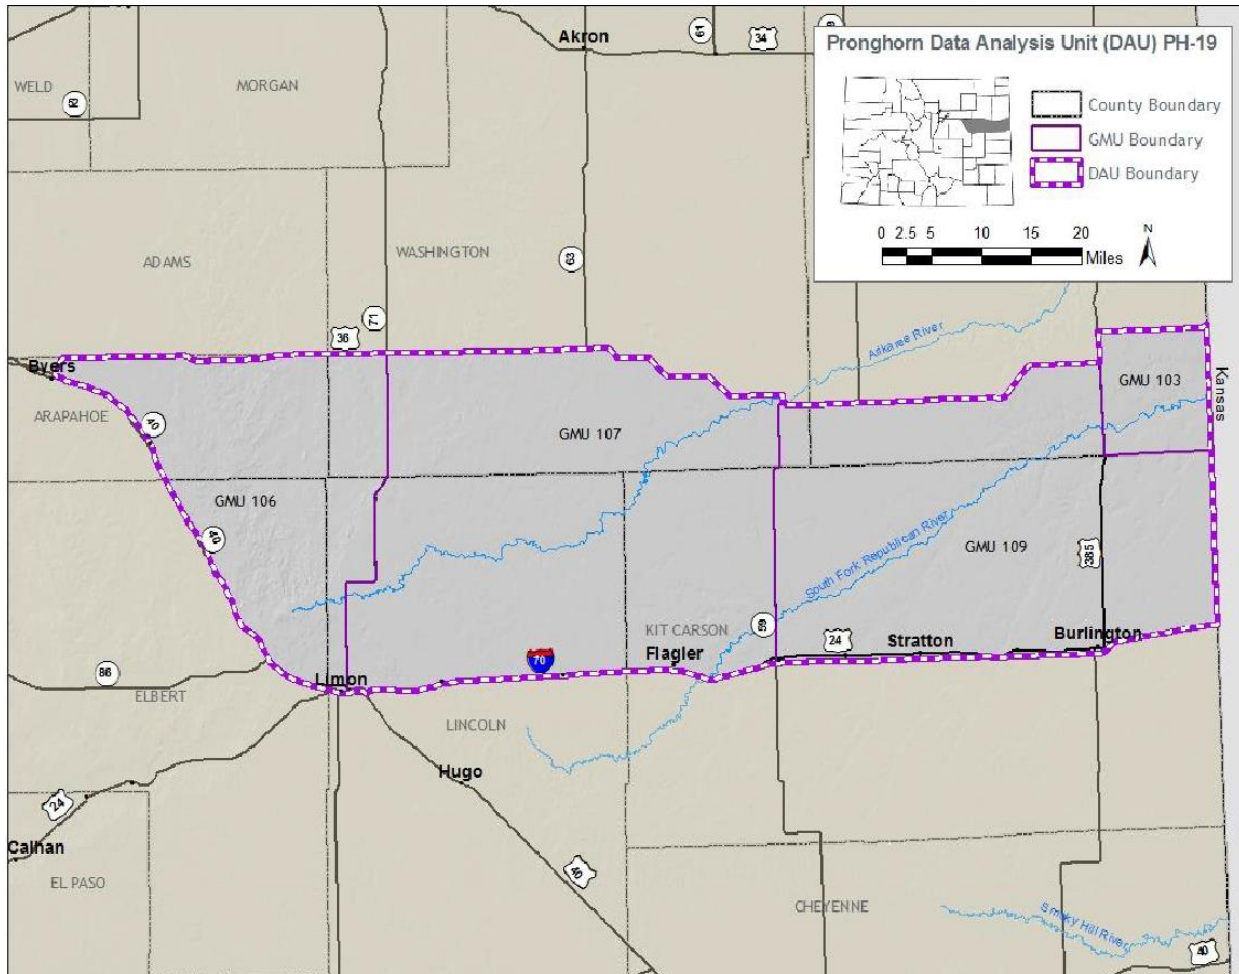 Akron
61
34
Pronghorn Data Analysis Unit (DAU) PH-19
WELD
52
MORGAN
County Boundary
GMU Boundary
DAU Boundary
0 2.5 5 10 15 20
Miles
N
ADAMS
WASHINGTON
63
71
36
Arikaree River
Byers
Kansas
GMU 103
ARAPAHOE
40
GMU 107
GMU 106
40
South Fork Republican River
GMU 109
385
KIT CARSON
59
24
Stratton
Burlington
Flagler
70
86
Limon
ELBERT
LINCOLN
Hugo
24
Calhan
40
EL PASO
CHEYENNE
Smoky Hill River
40